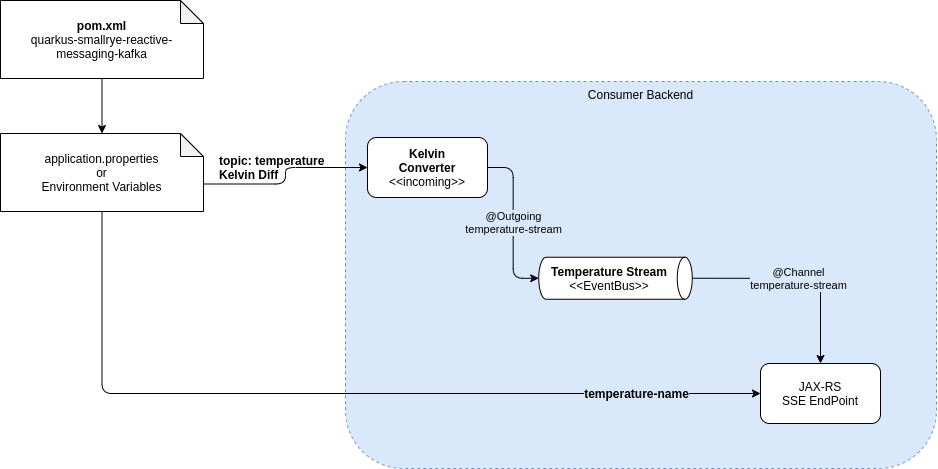 pom.xml
quarkus-smallrye-reactive-
messaging-kafka
Consumer Backend
application.properties
or
Environment Variables
topic: temperature
Kelvin Diff
Kelvin
Converter
<<incoming>>
@Outgoing
temperature-stream
Temperature Stream
<<EventBus>>
@Channel
temperature-stream
temperature-name
JAX-RS
SSE EndPoint